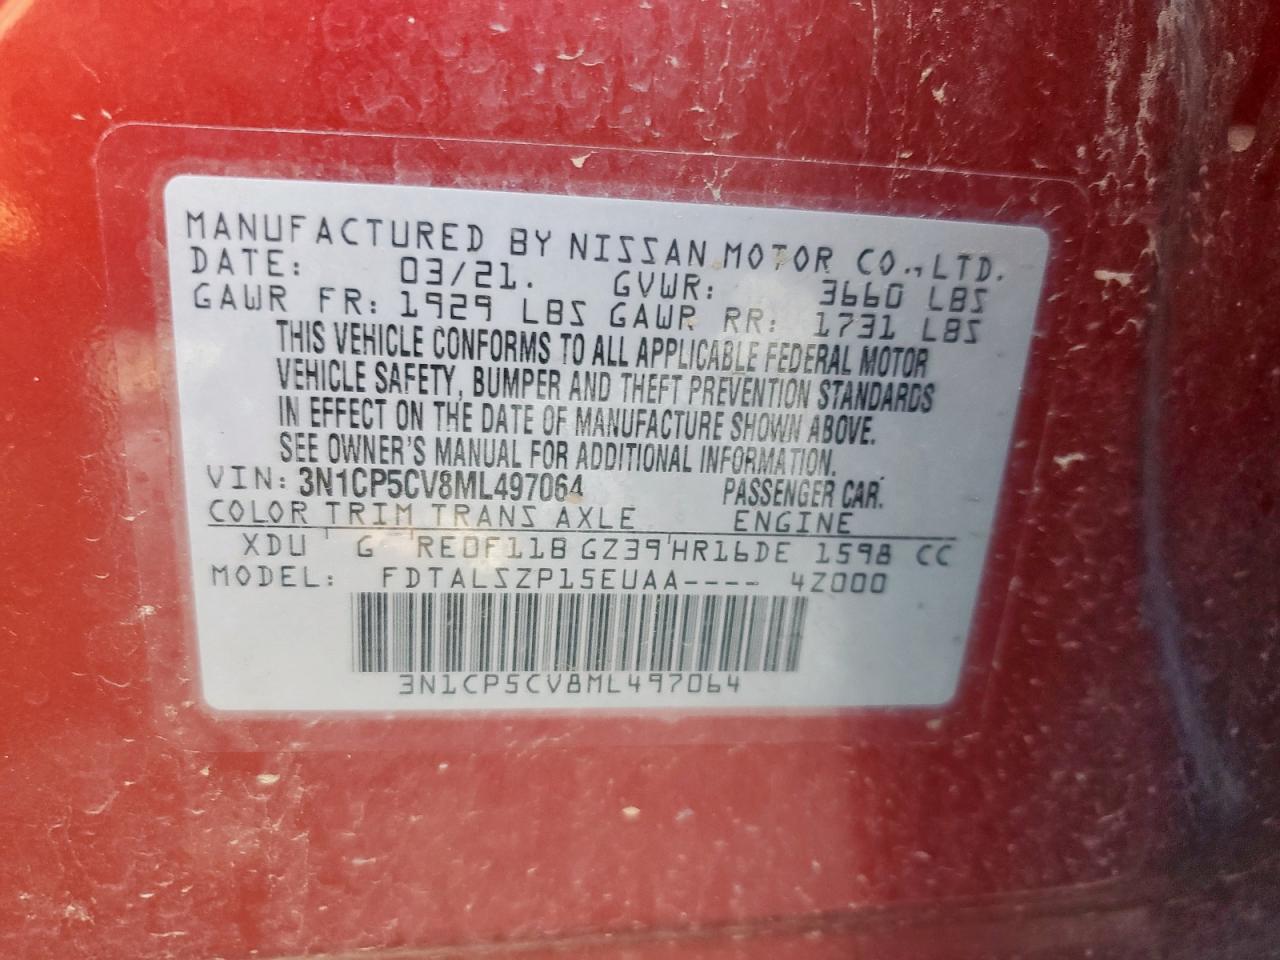 MANUFACTURED BY NISSAN MOTOR CO., LTD.
DATE: 03/21. GVWR: 3660 LBS
GAWR FR: 1929 LBS GAWR RR: 1731 LBS
THIS VEHICLE CONFORMS TO ALL APPLICABLE FEDERAL MOTOR
VEHICLE SAFETY, BUMPER AND THEFT PREVENTION STANDARDS
IN EFFECT ON THE DATE OF MANUFACTURE SHOWN ABOVE.
SEE OWNER'S MANUAL FOR ADDITIONAL INFORMATION.
VIN: 3N1CP5CV8ML497064 PASSENGER CAR.
COLOR TRIM TRANS AXLE ENGINE
XDU G RE0F11B GZ39 HR16DE 1598 CC
MODEL: FDTALSZP15EUAA---- 4Z000
3N1CP5CV8ML497064